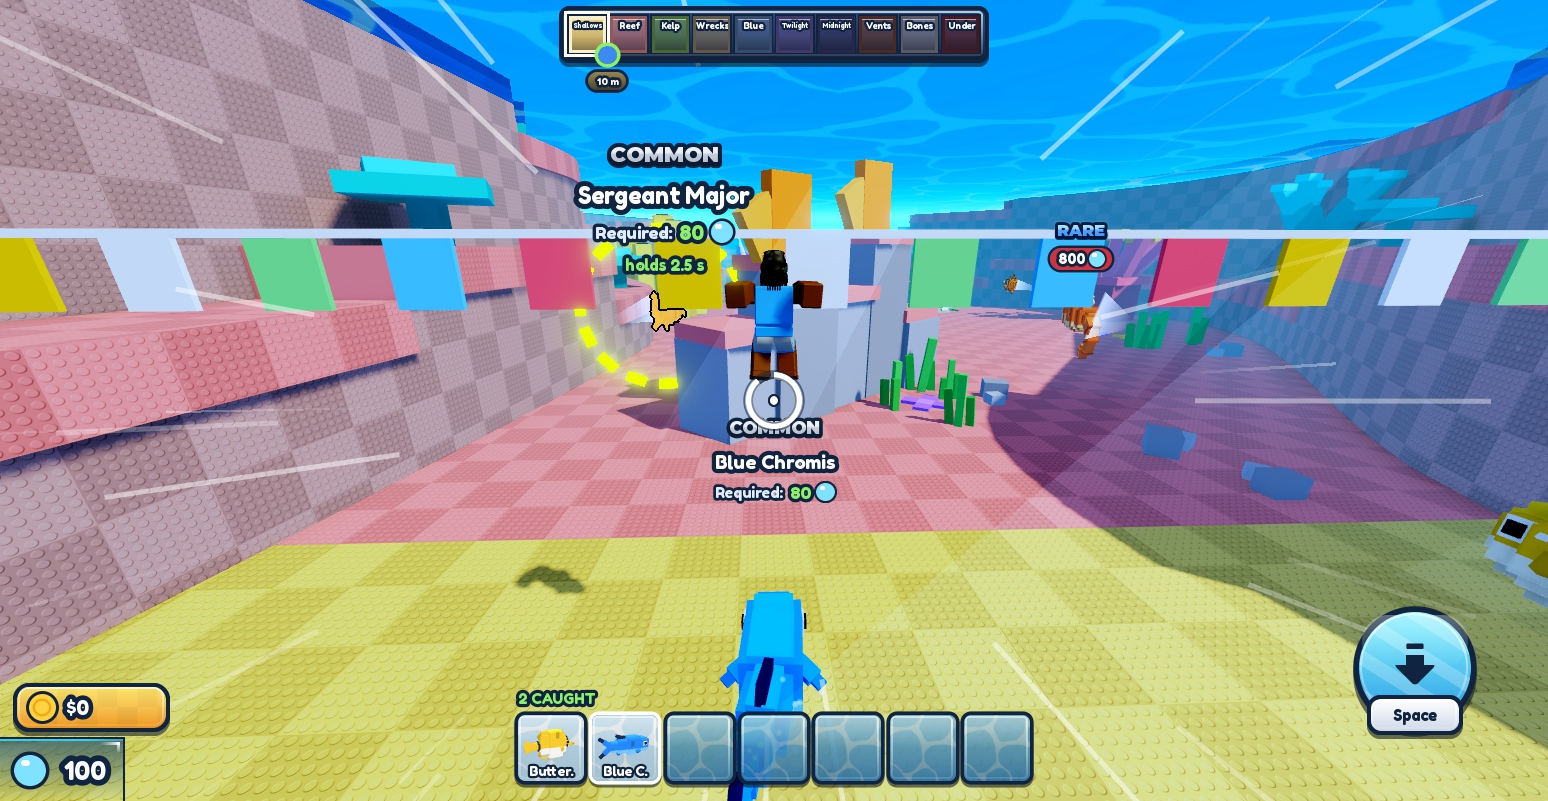 Shallows Reef Kelp Wrecks Blue Twilight Midnight Vents Bones Under
10 m
COMMON
Sergeant Major
Required: 80
holds 2.5 s
RARE
800
COMMON
Blue Chromis
Required: 80
2 CAUGHT
Butter. Blue C.
$0
100
Space